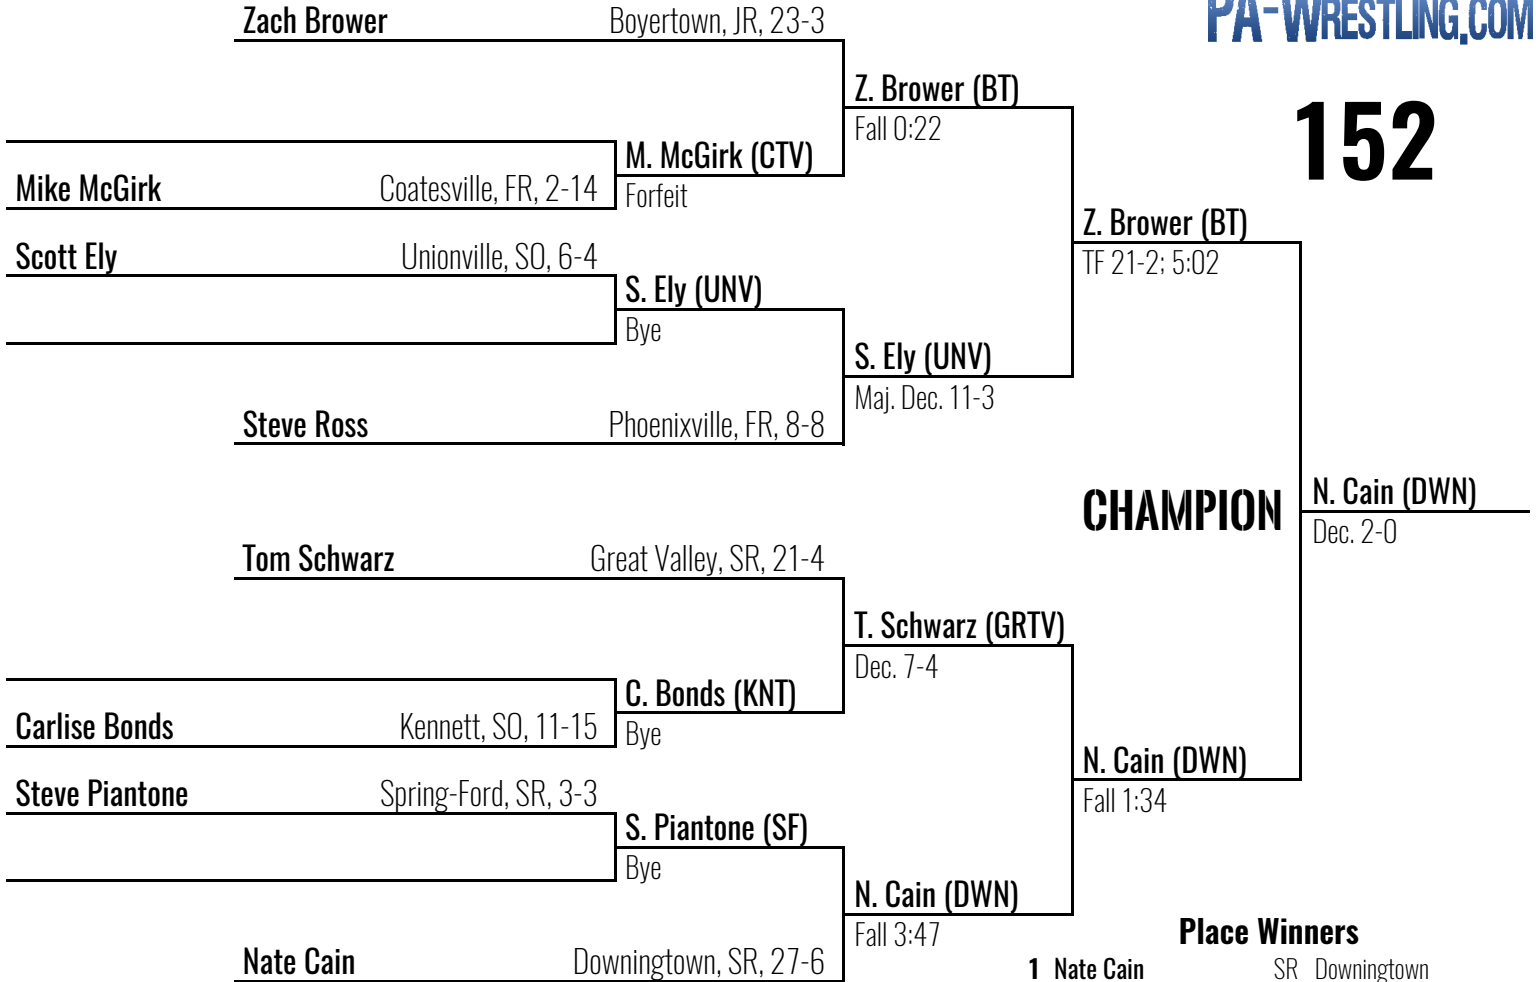 PA-WRESTLING.COM
Zach Brower Boyertown, JR, 23-3
Z. Brower (BT)
Fall 0:22
152
M. McGirk (CTV)
Mike McGirk Coatesville, FR, 2-14
Forfeit
Z. Brower (BT)
Scott Ely Unionville, SO, 6-4
TF 21-2; 5:02
S. Ely (UNV)
Bye
S. Ely (UNV)
Maj. Dec. 11-3
Steve Ross Phoenixville, FR, 8-8
CHAMPION
N. Cain (DWN)
Dec. 2-0
Tom Schwarz Great Valley, SR, 21-4
T. Schwarz (GRTV)
Dec. 7-4
C. Bonds (KNT)
Carlise Bonds Kennett, SO, 11-15
Bye
N. Cain (DWN)
Steve Piantone Spring-Ford, SR, 3-3
Fall 1:34
S. Piantone (SF)
Bye
N. Cain (DWN)
Fall 3:47
Place Winners
Nate Cain Downingtown, SR, 27-6
1 Nate Cain SR Downingtown